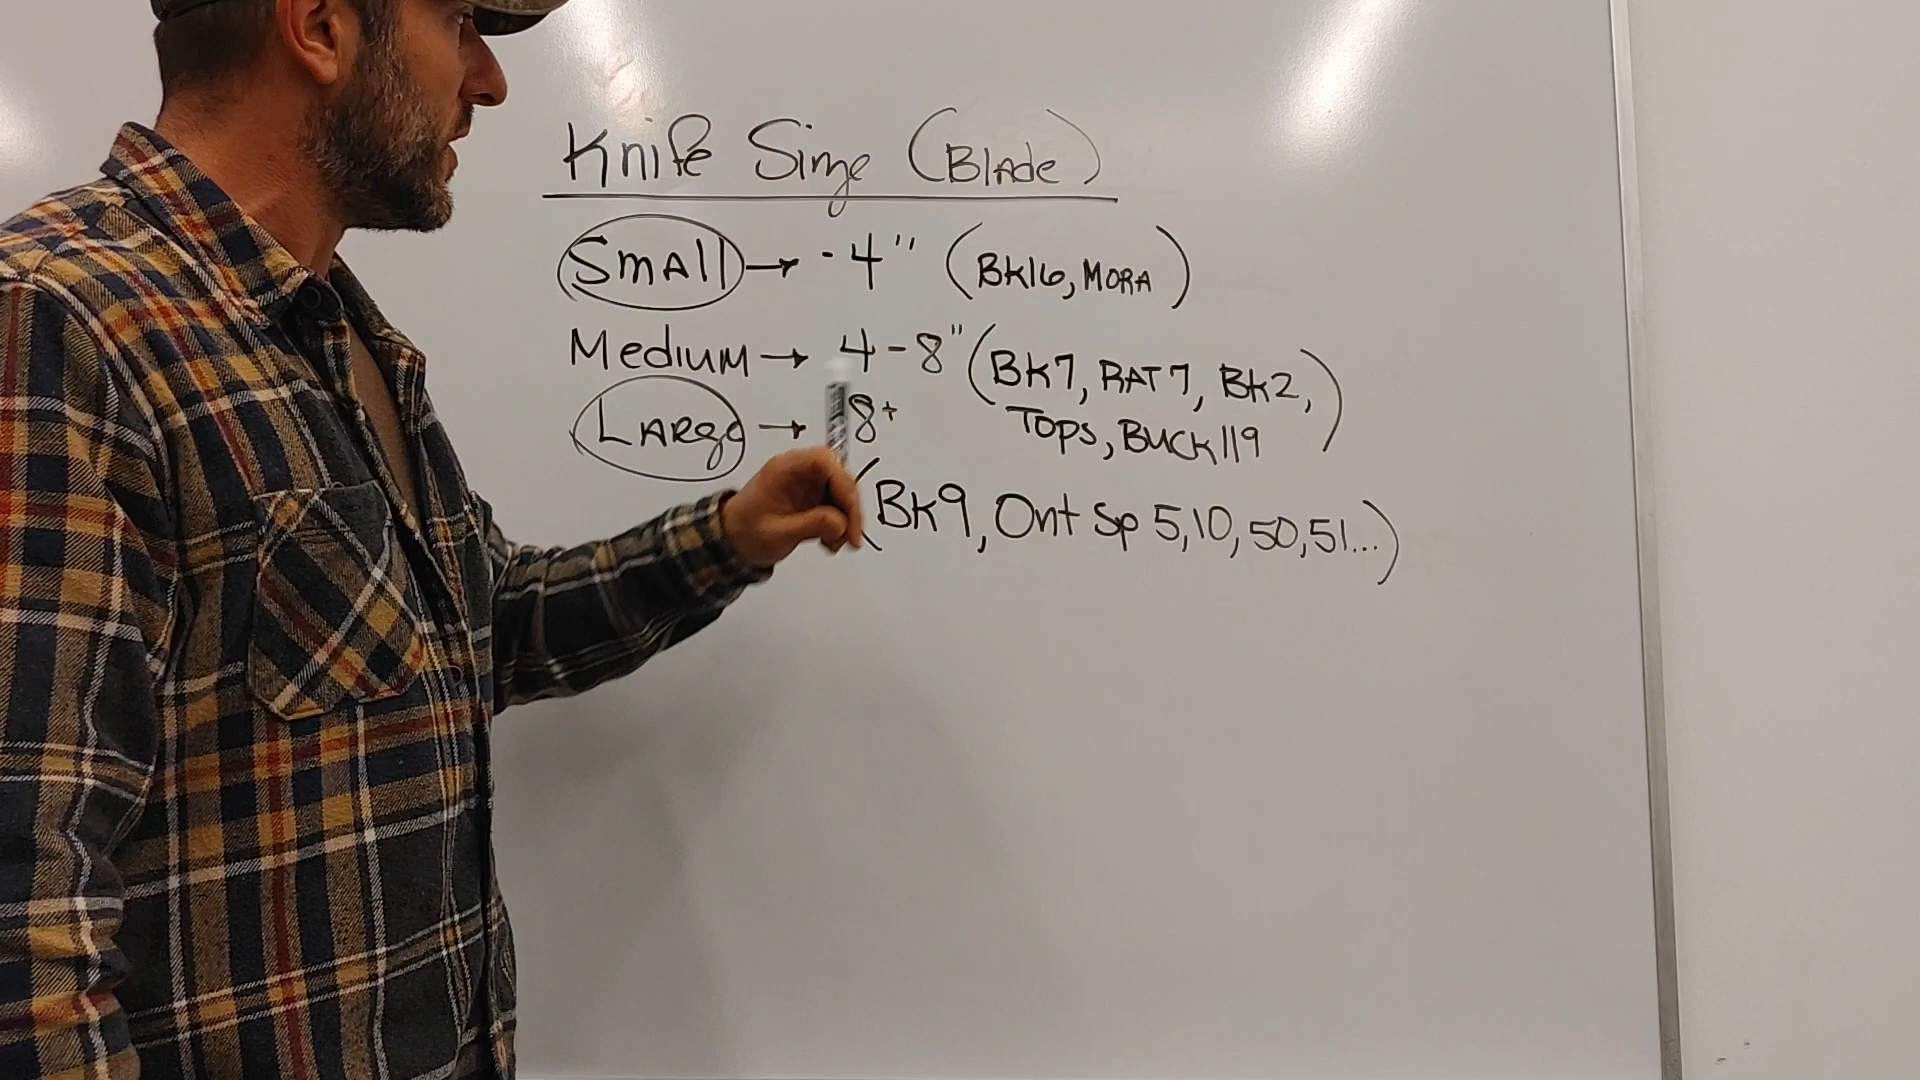 Knife Size (Blade)
Small → - 4" (BK16, MORA)
Medium → 4-8" (BK7, RAT 7, BK2,
Tops, BUCK 119)
Large → 8+
(BK9, Ont Sp 5, 10, 50, 51...)